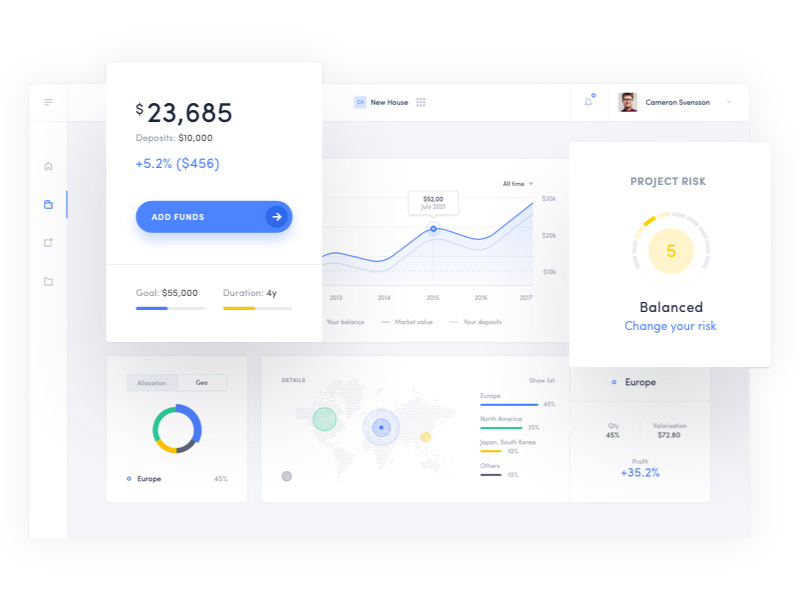 $23,685
Deposits: $10,000
+5.2% ($456)
ADD FUNDS
Goal: $55,000
Duration: 4y
CA New House
Cameron Svensson
All time
$52,00
July 2021
$30k
$20k
$10k
2013 2014 2015 2016 2017
Your balance
Market value
Your deposits
PROJECT RISK
5
Balanced
Change your risk
Allocation
Geo
Europe 45%
DETAILS
Show list
Europe
45%
North America
35%
Japan, South Korea
10%
Others
10%
Europe
Qty
45%
Valorisation
$72.80
Profit
+35.2%